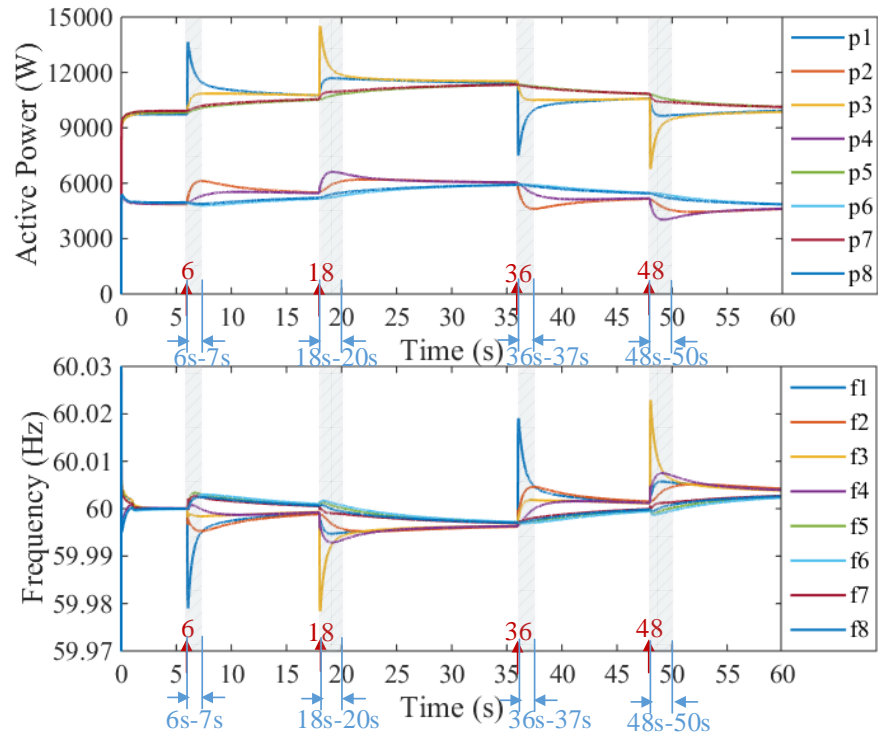 Active Power (W)
15000
12000
9000
6000
3000
0
p1
p2
p3
p4
p5
p6
p7
p8
6
18
36
48
0 5 10 15 20 25 30 35 40 45 50 55 60
Time (s)
6s-7s
18s-20s
36s-37s
48s-50s
Frequency (Hz)
60.03
60.02
60.01
60
59.99
59.98
59.97
f1
f2
f3
f4
f5
f6
f7
f8
6
18
36
48
0 5 10 15 20 25 30 35 40 45 50 55 60
Time (s)
6s-7s
18s-20s
36s-37s
48s-50s